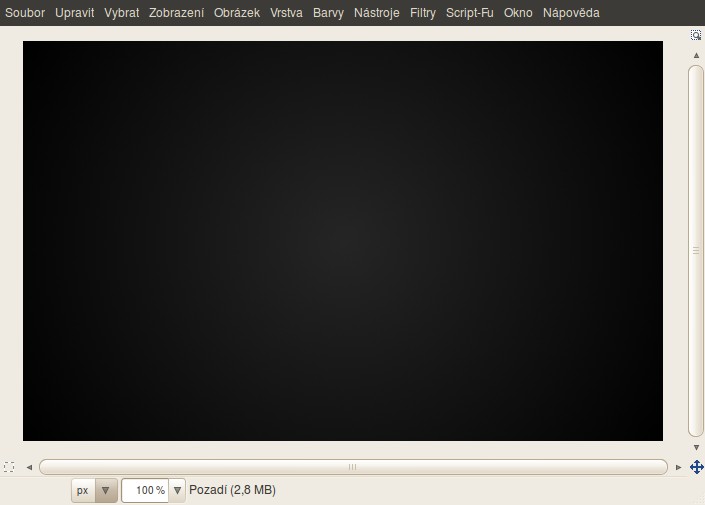 Soubor Upravit Vybrat Zobrazení Obrázek Vrstva Barvy Nástroje Filtry Script-Fu Okno Nápověda
px 100 % Pozadí (2,8 MB)